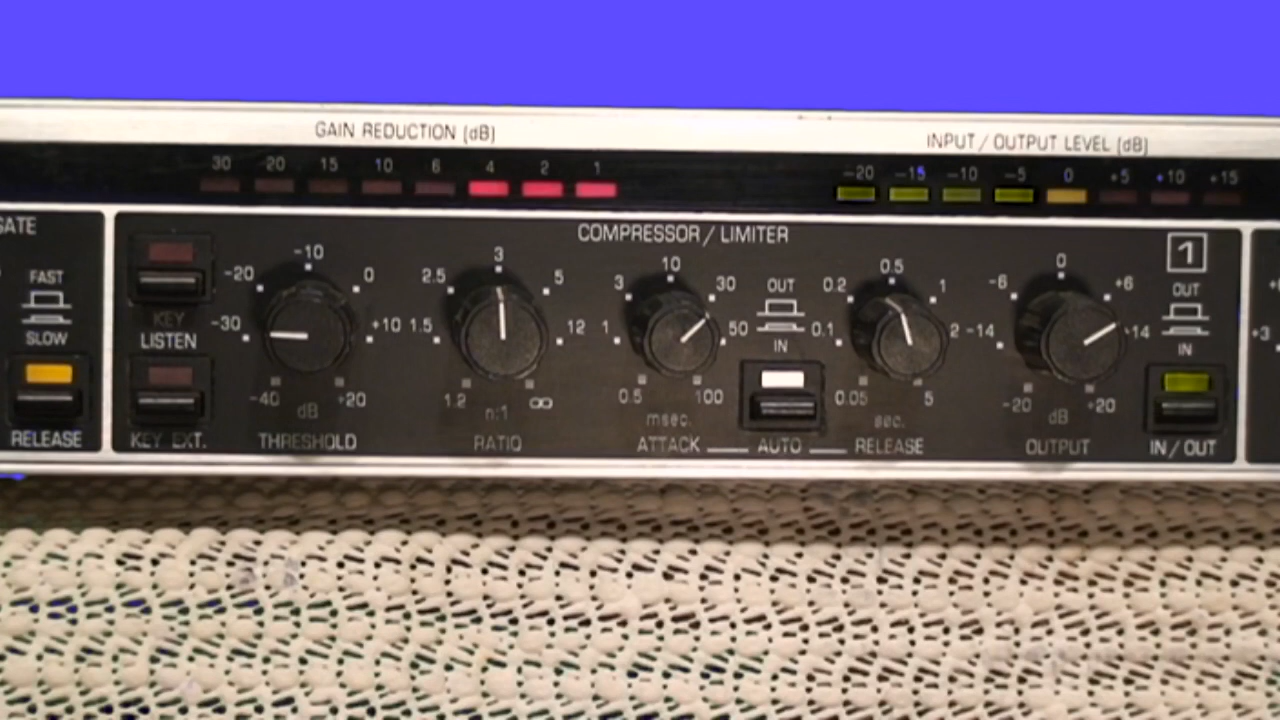 GAIN REDUCTION (dB)
INPUT / OUTPUT LEVEL (dB)
30 20 15 10 6 4 2 1
-20 -15 -10 -5 0 +5 +10 +15
GATE
COMPRESSOR / LIMITER
1
FAST
SLOW
RELEASE
KEY
LISTEN
KEY EXT.
-10
-20 0
-30 +10
-40 +20
dB
THRESHOLD
3
2.5 5
1.5 12
1.2 ∞
n:1
RATIO
10
3 30
1 50
0.5 100
msec.
ATTACK
OUT
IN
AUTO
0.5
0.2 1
0.1 2
0.05 5
sec.
RELEASE
0
-6 +6
-14 14
-20 +20
dB
OUTPUT
OUT
IN
IN / OUT
+3